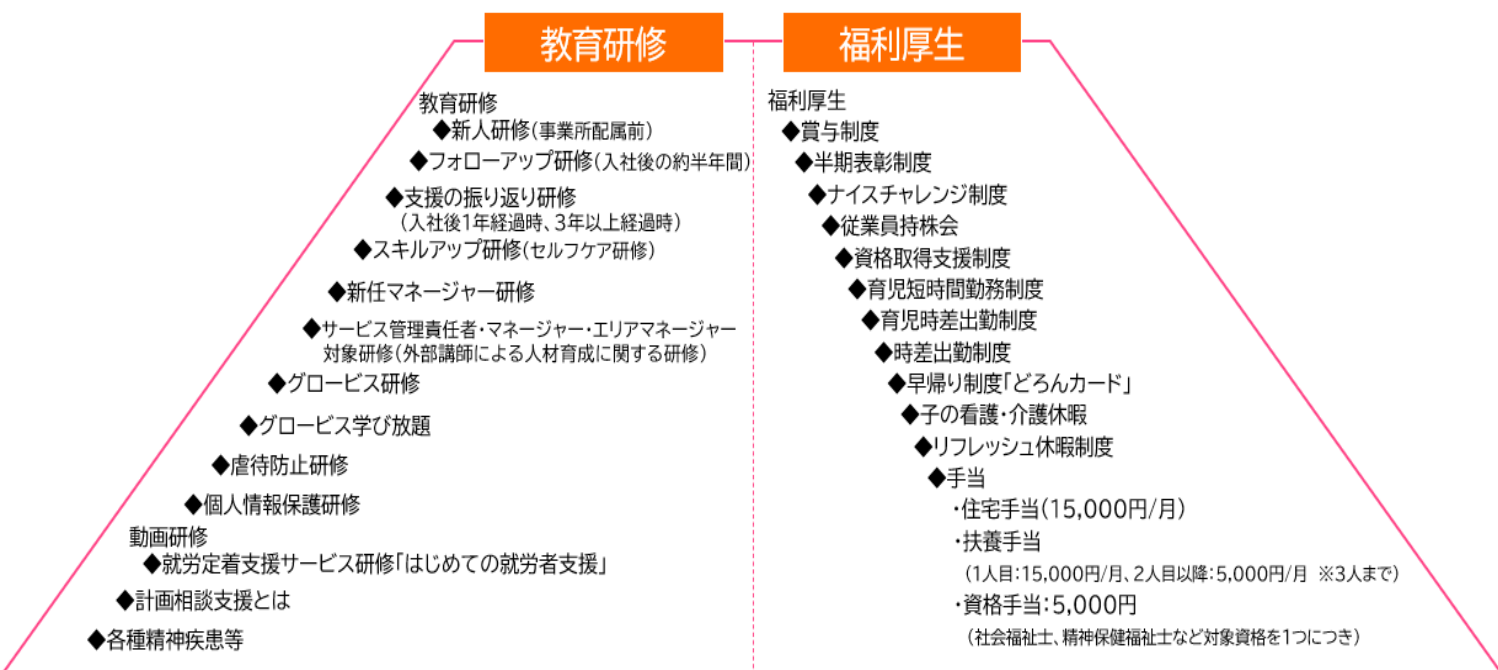 教育研修
教育研修
◆新人研修(事業所配属前)
◆フォローアップ研修(入社後の約半年間)
◆支援の振り返り研修
(入社後1年経過時、3年以上経過時)
◆スキルアップ研修(セルフケア研修)
◆新任マネージャー研修
◆サービス管理責任者・マネージャー・エリアマネージャー
対象研修(外部講師による人材育成に関する研修)
◆グロービス研修
◆グロービス学び放題
◆虐待防止研修
◆個人情報保護研修
動画研修
◆就労定着支援サービス研修「はじめての就労者支援」
◆計画相談支援とは
◆各種精神疾患等
福利厚生
福利厚生
◆賞与制度
◆半期表彰制度
◆ナイスチャレンジ制度
◆従業員持株会
◆資格取得支援制度
◆育児短時間勤務制度
◆育児時差出勤制度
◆時差出勤制度
◆早帰り制度「どろんカード」
◆子の看護・介護休暇
◆リフレッシュ休暇制度
◆手当
・住宅手当(15,000円/月)
・扶養手当
(1人目:15,000円/月、2人目以降:5,000円/月 ※3人まで)
・資格手当:5,000円
(社会福祉士、精神保健福祉士など対象資格を1つにつき)